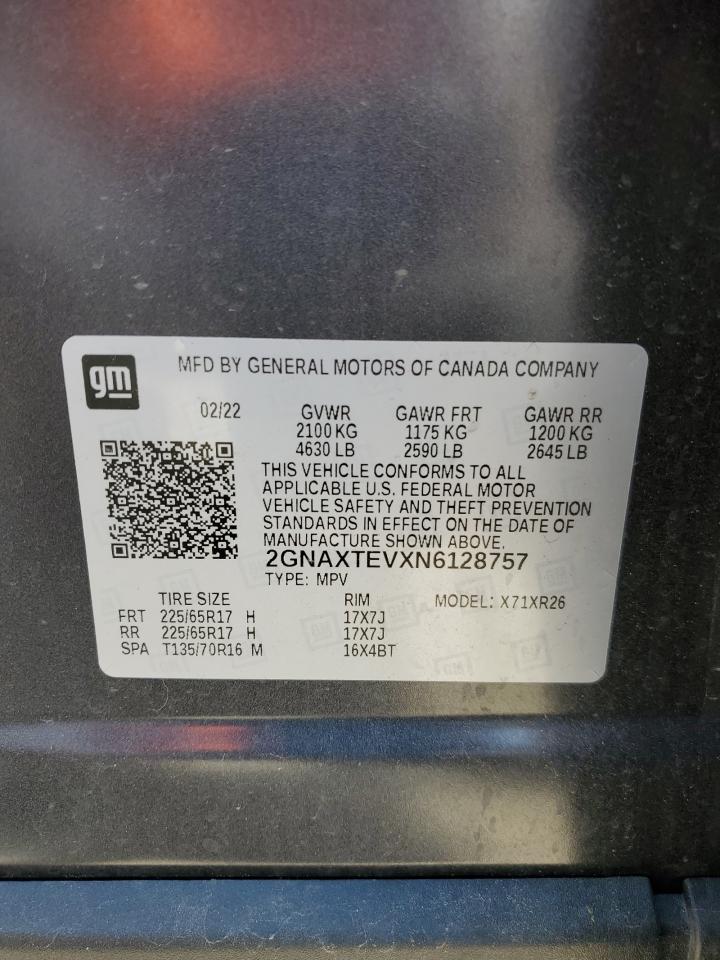 gm
MFD BY GENERAL MOTORS OF CANADA COMPANY
02/22 GVWR GAWR FRT GAWR RR
2100 KG 1175 KG 1200 KG
4630 LB 2590 LB 2645 LB
THIS VEHICLE CONFORMS TO ALL
APPLICABLE U.S. FEDERAL MOTOR
VEHICLE SAFETY AND THEFT PREVENTION
STANDARDS IN EFFECT ON THE DATE OF
MANUFACTURE SHOWN ABOVE.
2GNAXTEVXN6128757
TYPE: MPV
TIRE SIZE RIM MODEL: X71XR26
FRT 225/65R17 H 17X7J
RR 225/65R17 H 17X7J
SPA T135/70R16 M 16X4BT